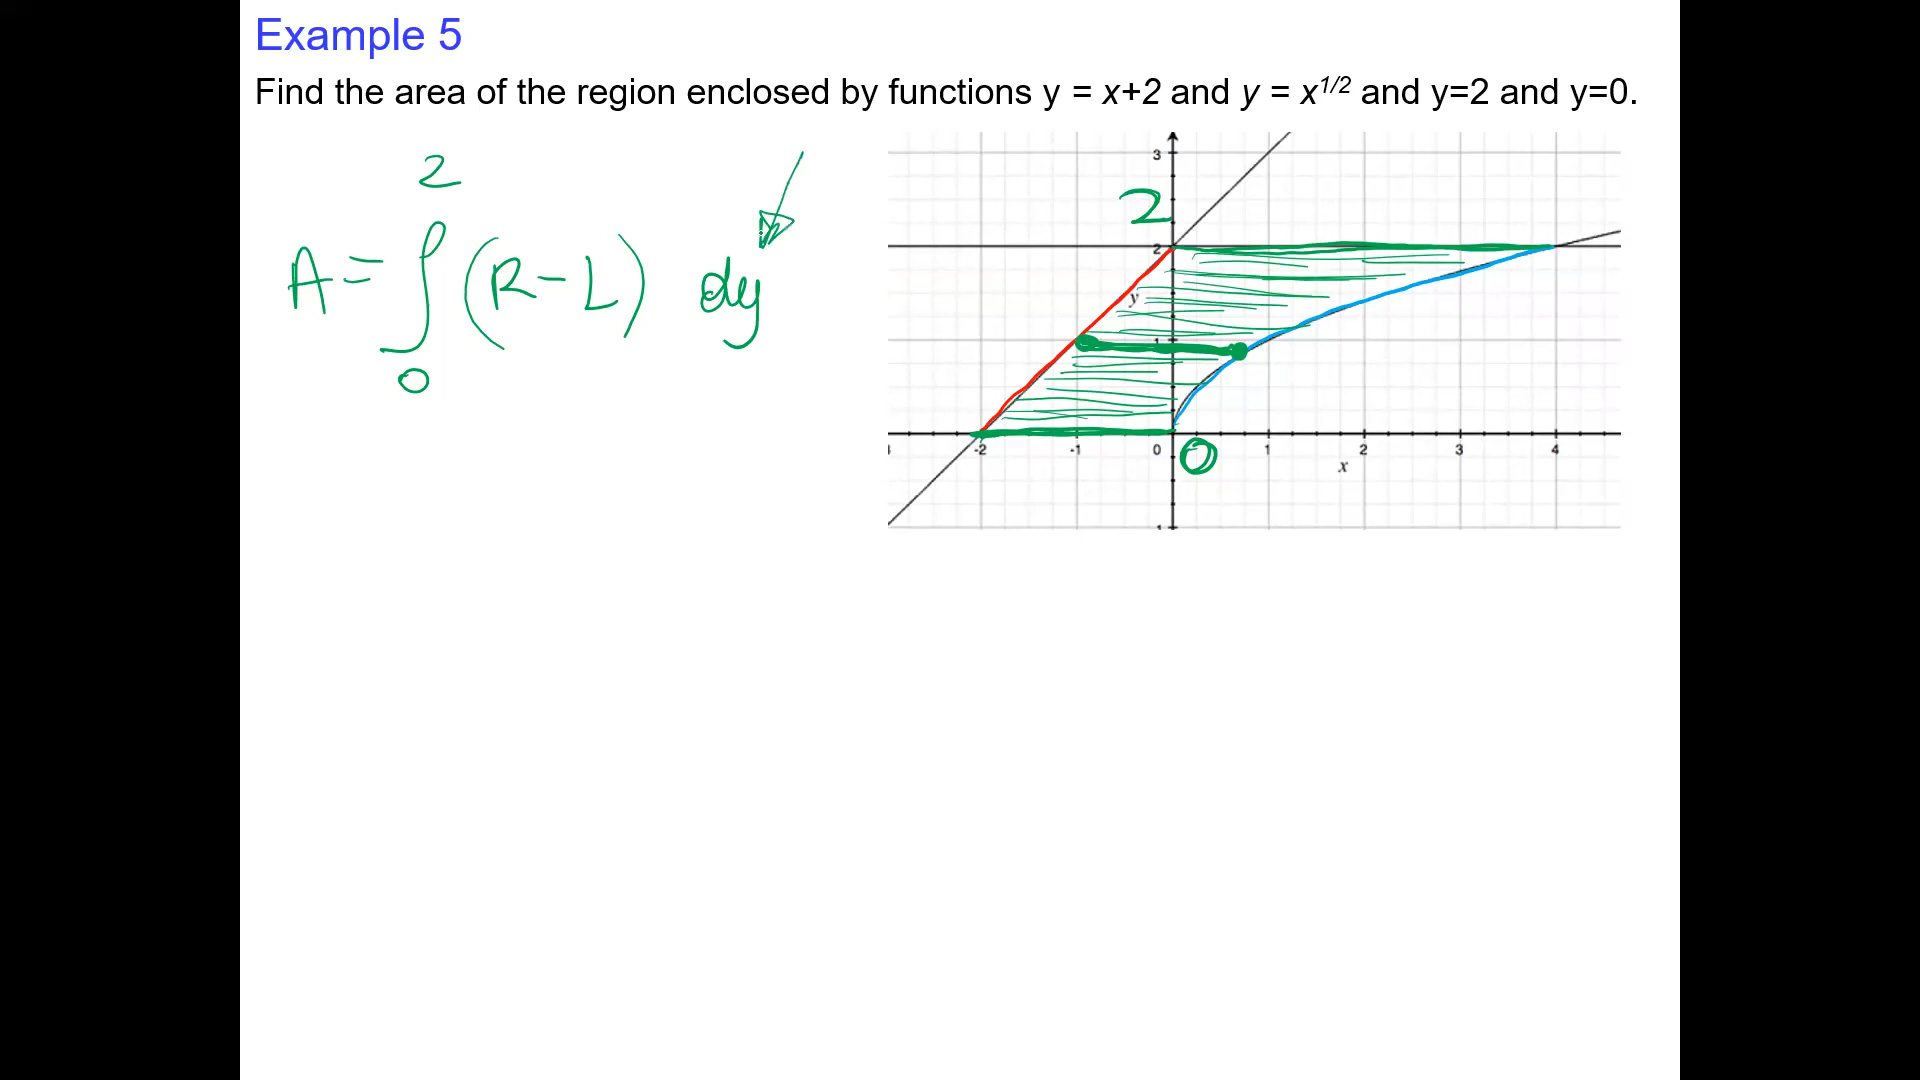 Example 5
Find the area of the region enclosed by functions y = x+2 and y = x^{1/2} and y=2 and y=0.
2
A = ∫ (R - L) dy
0
3
2
2
y
1
-2 -1 0 0 1 2 3 4
x